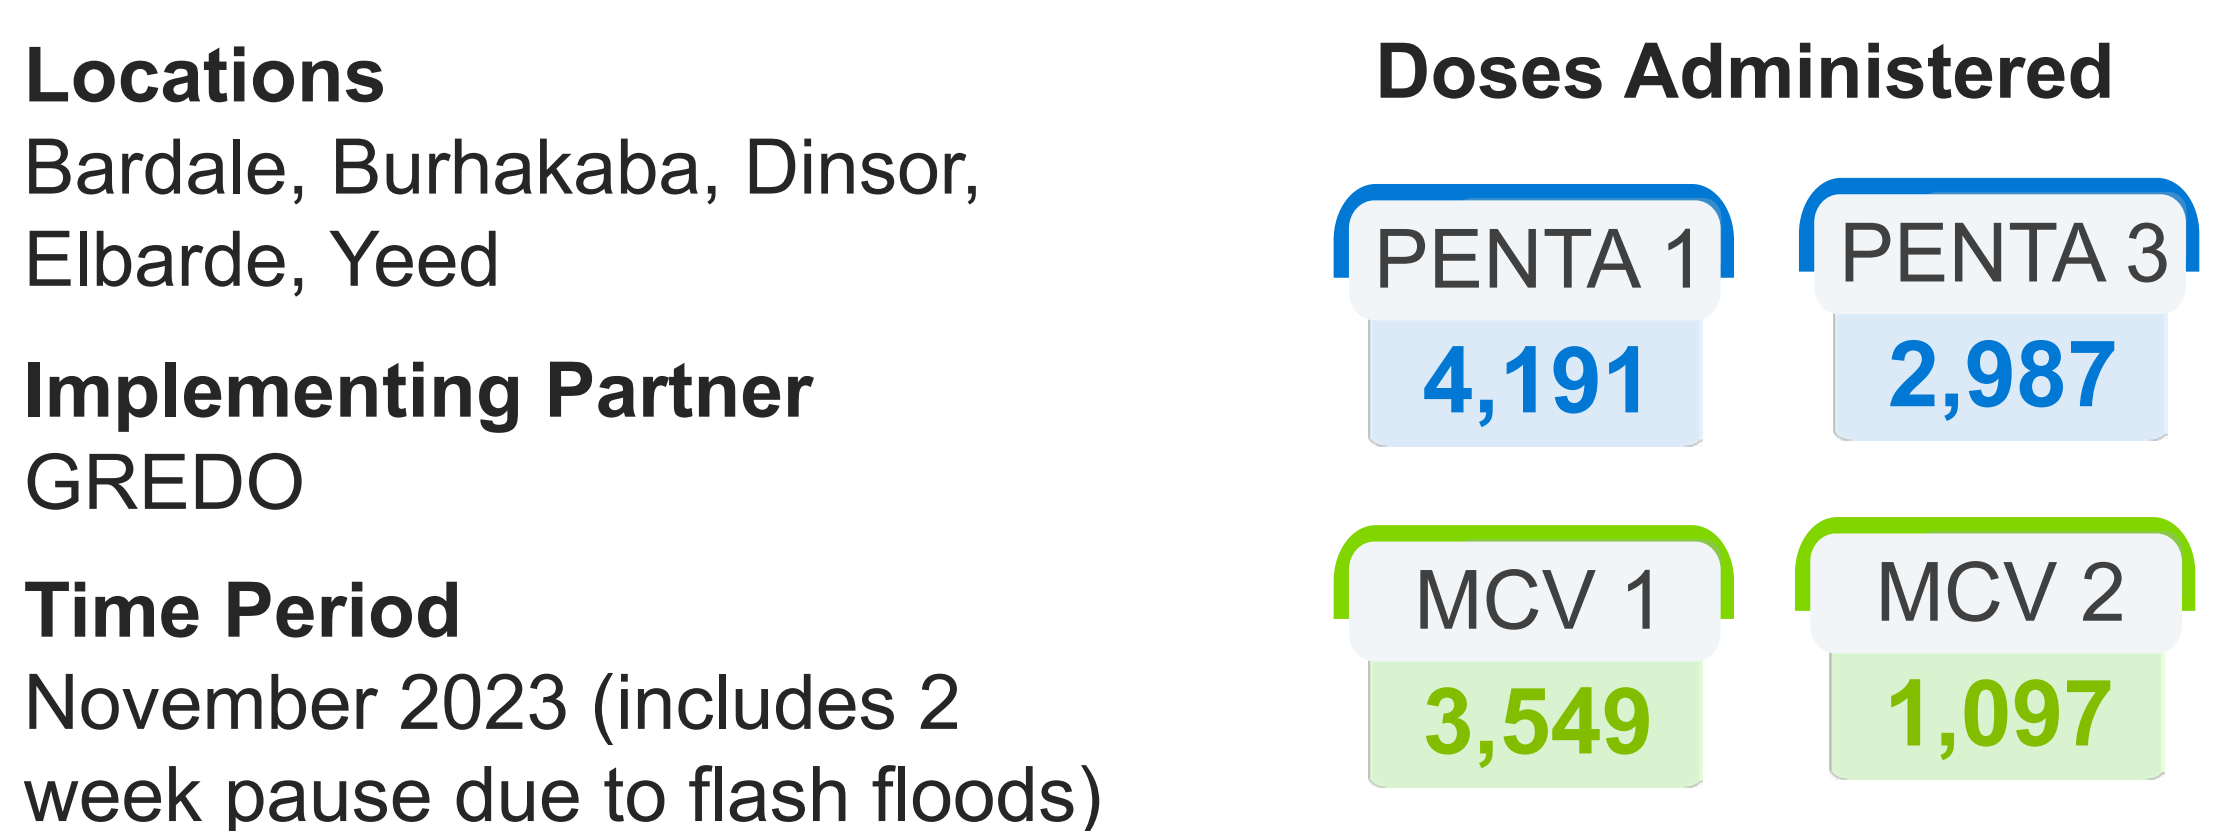 Locations
Bardale, Burhakaba, Dinsor,
Elbarde, Yeed
Implementing Partner
GREDO
Time Period
November 2023 (includes 2
week pause due to flash floods)
Doses Administered
PENTA 1
4,191
PENTA 3
2,987
MCV 1
3,549
MCV 2
1,097